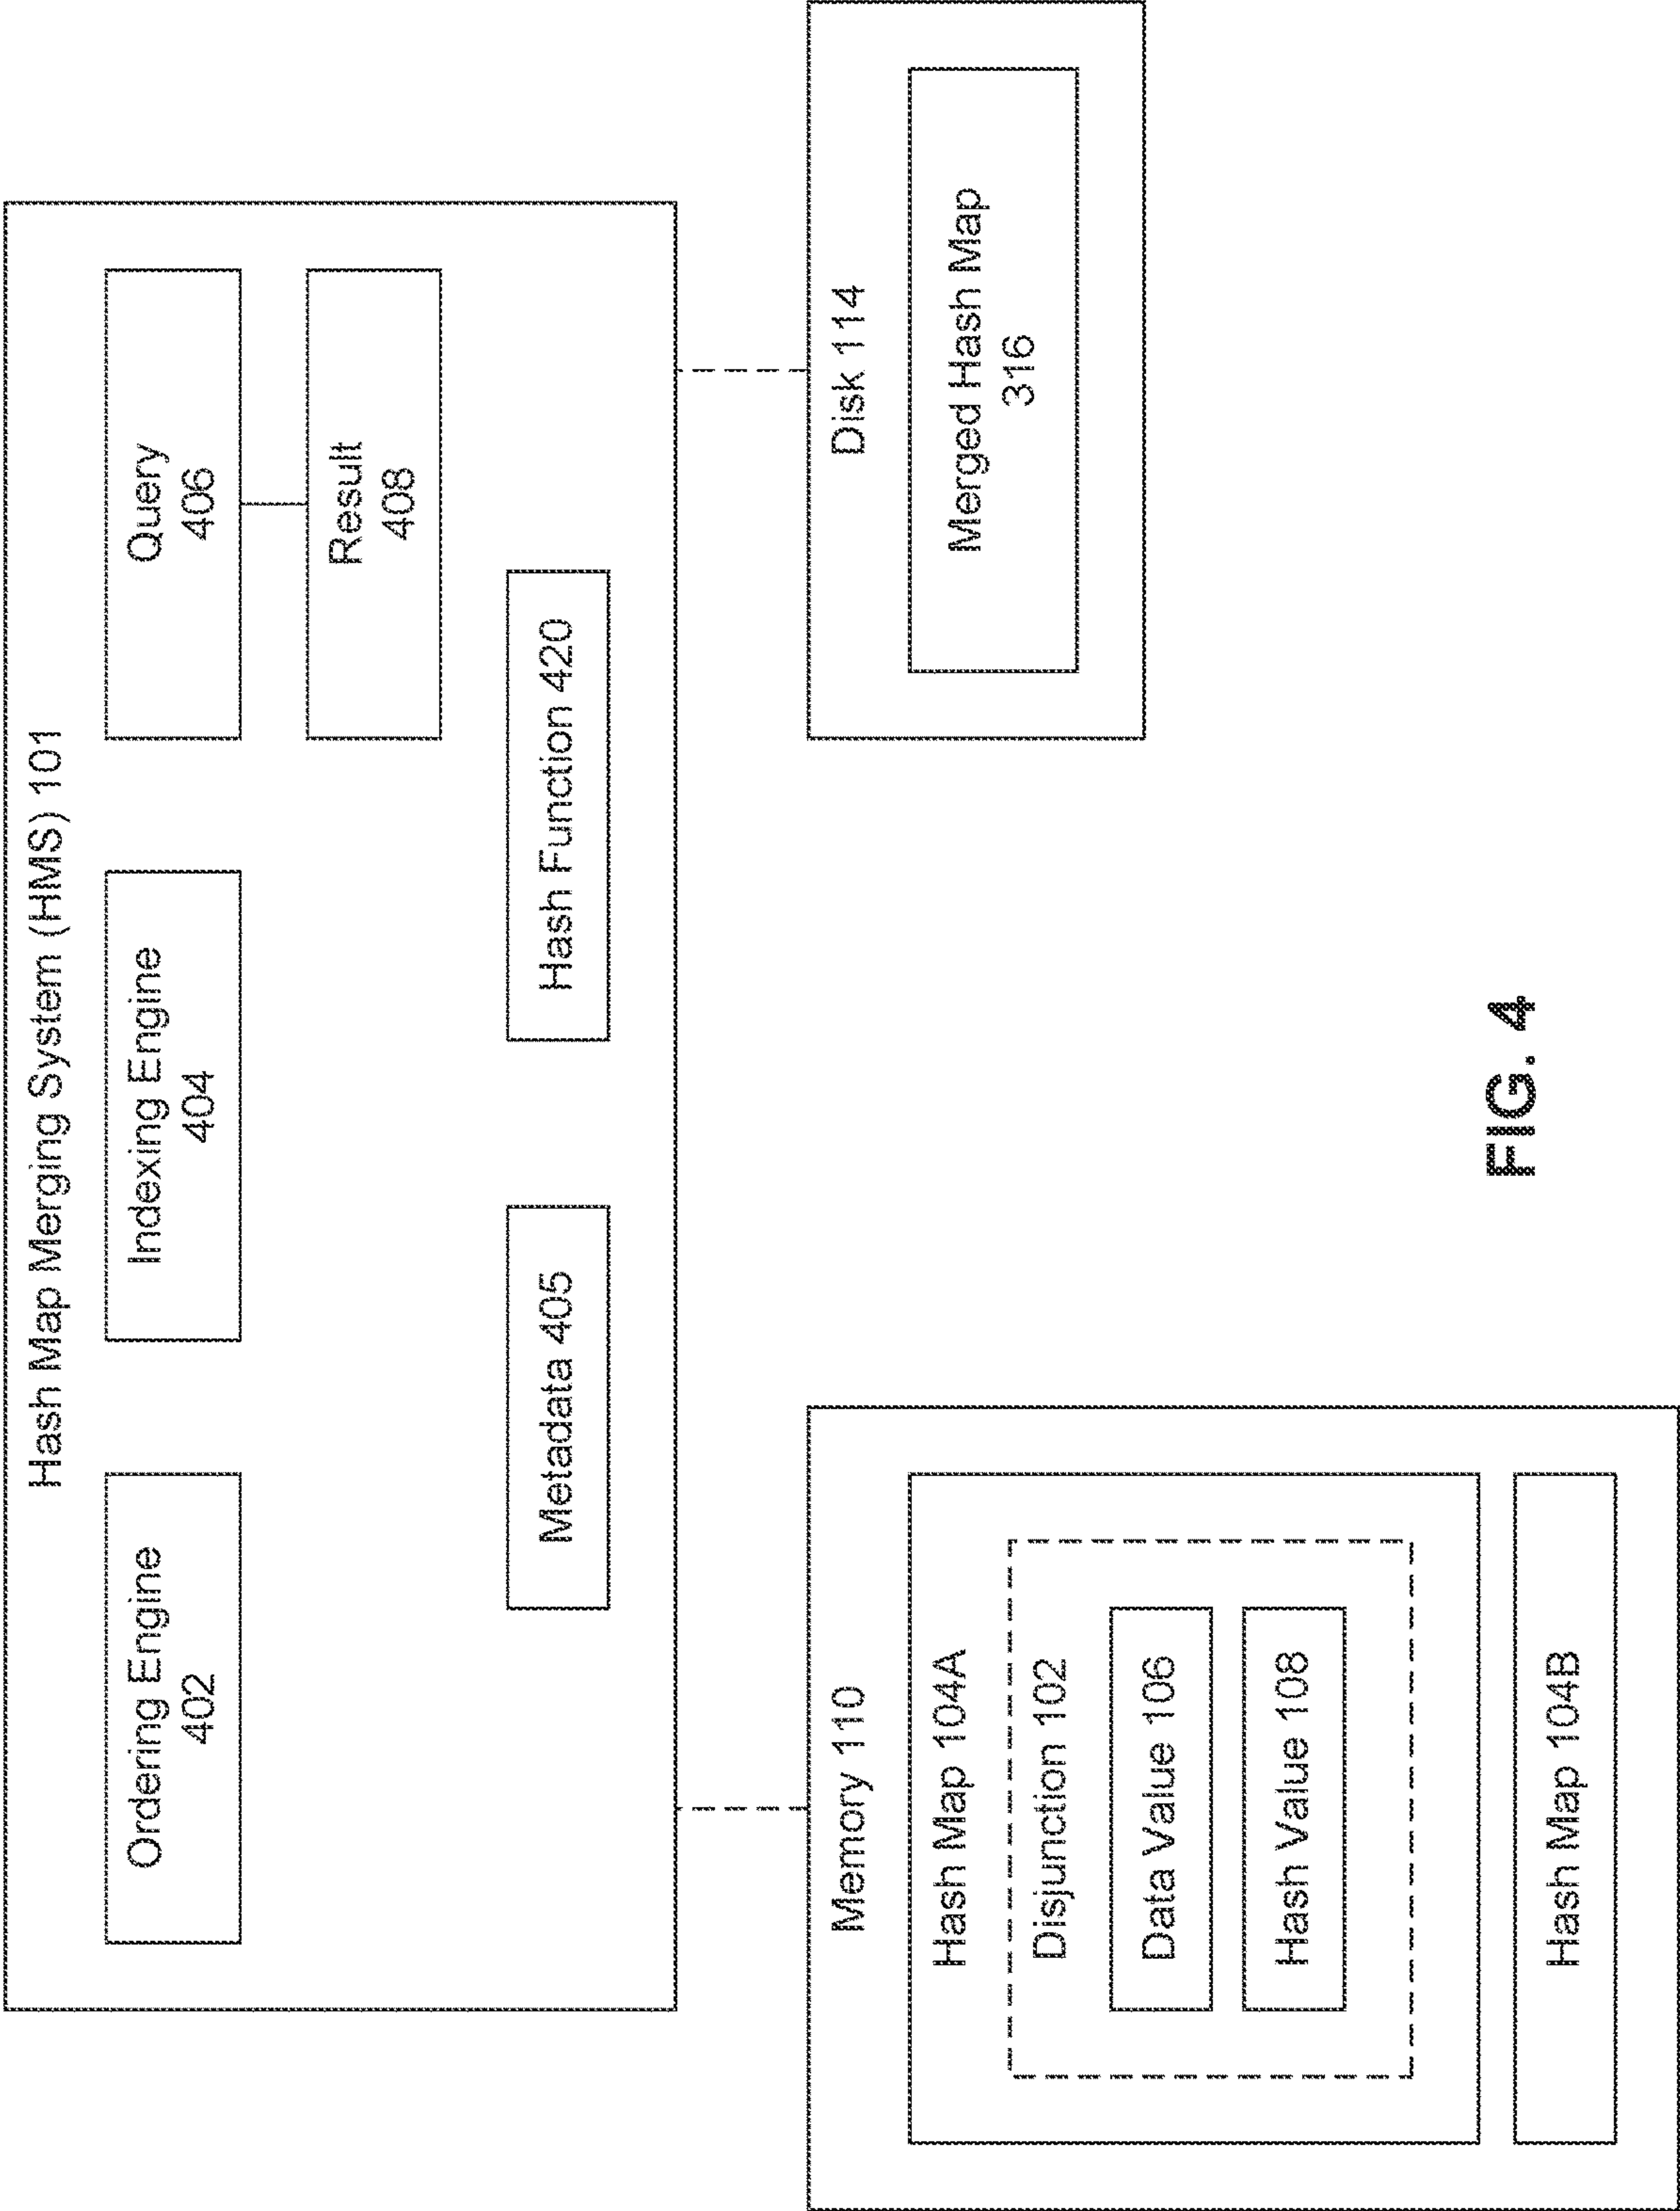 Hash Map Merging System (HMS) 101
Ordering Engine
402
Indexing Engine
404
Query
406
Result
408
Metadata 405
Hash Function 420
Memory 110
Hash Map 104A
Disjunction 102
Data Value 106
Hash Value 108
Hash Map 104B
Disk 114
Merged Hash Map
316
FIG. 4